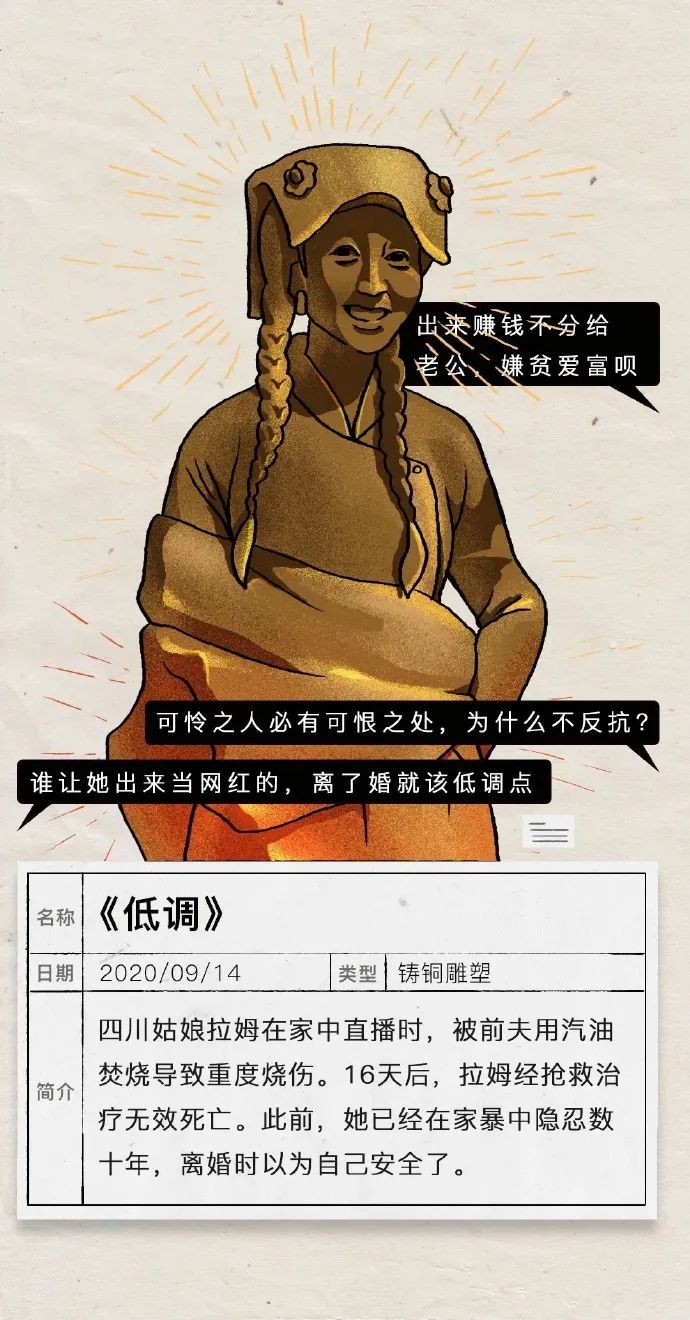 出来赚钱不分给
老公，嫌贫爱富呗
可怜之人必有可恨之处，为什么不反抗？
谁让她出来当网红的，离了婚就该低调点
名称
《低调》
日期
2020/09/14
类型
铸铜雕塑
简介
四川姑娘拉姆在家中直播时，被前夫用汽油
焚烧导致重度烧伤。16天后，拉姆经抢救治
疗无效死亡。此前，她已经在家暴中隐忍数
十年，离婚时以为自己安全了。